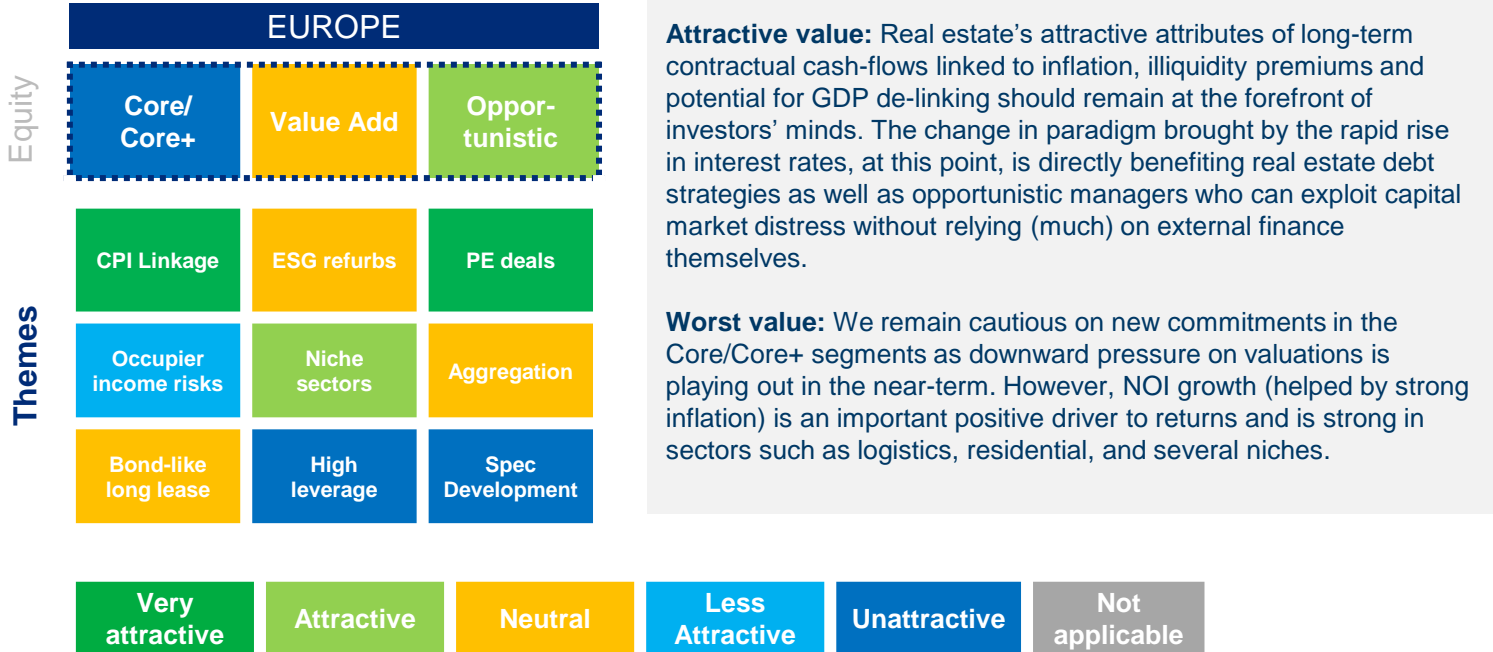 EUROPE
Equity
Core/
Core+
Value Add
Oppor-
tunistic
Themes
CPI Linkage
ESG refurbs
PE deals
Occupier
income risks
Niche
sectors
Aggregation
Bond-like
long lease
High
leverage
Spec
Development
Attractive value: Real estate’s attractive attributes of long-term
contractual cash-flows linked to inflation, illiquidity premiums and
potential for GDP de-linking should remain at the forefront of
investors’ minds. The change in paradigm brought by the rapid rise
in interest rates, at this point, is directly benefiting real estate debt
strategies as well as opportunistic managers who can exploit capital
market distress without relying (much) on external finance
themselves.
Worst value: We remain cautious on new commitments in the
Core/Core+ segments as downward pressure on valuations is
playing out in the near-term. However, NOI growth (helped by strong
inflation) is an important positive driver to returns and is strong in
sectors such as logistics, residential, and several niches.
Very
attractive
Attractive
Neutral
Less
Attractive
Unattractive
Not
applicable